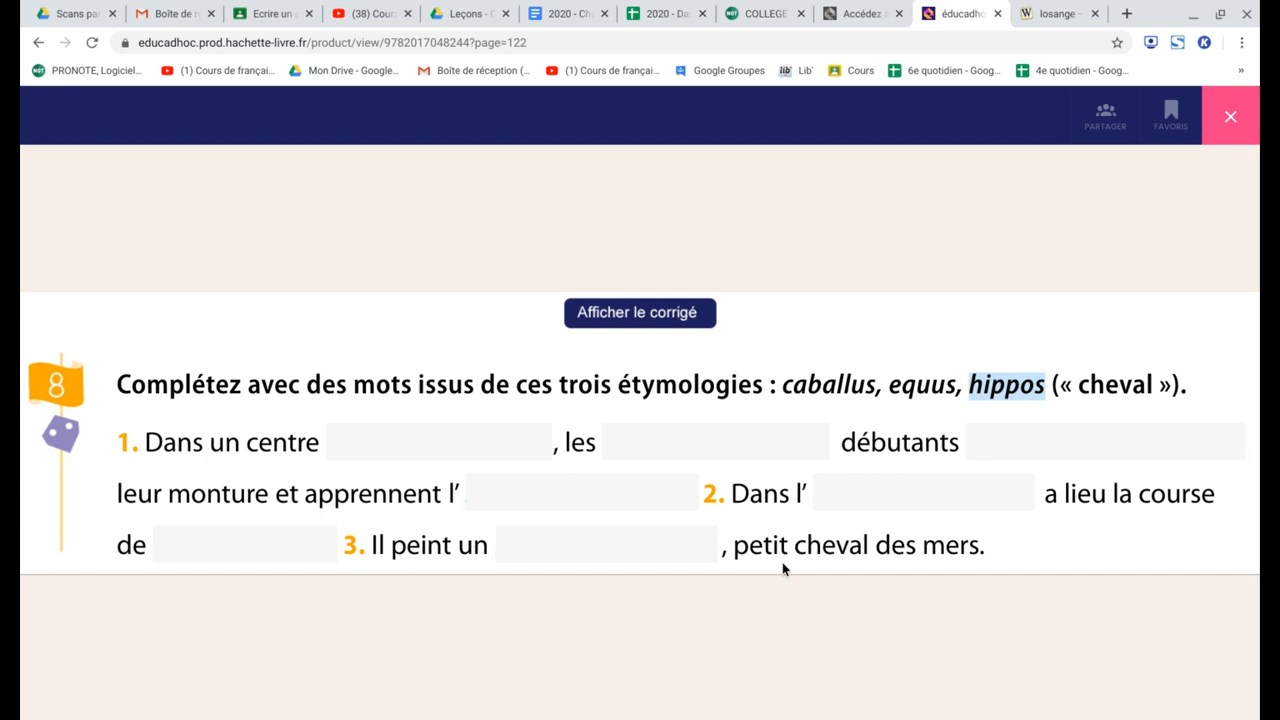 Scans pa
Boîte de r
Ecrire un
(38) Cour
Leçons - G
2020 - Ch
2020 - Da
COLLEGE
Accédez à
éducadho
losange –
educadhoc.prod.hachette-livre.fr/product/view/9782017048244?page=122
PRONOTE, Logiciel...
(1) Cours de françai...
Mon Drive - Google...
Boîte de réception (...
(1) Cours de françai...
Google Groupes
Lib'
Cours
6e quotidien - Goog...
4e quotidien - Goog...
»
PARTAGER
FAVORIS
Afficher le corrigé
8
Complétez avec des mots issus de ces trois étymologies : caballus, equus, hippos (« cheval »).
1. Dans un centre , les débutants
leur monture et apprennent l’ 2. Dans l’ a lieu la course
de 3. Il peint un , petit cheval des mers.